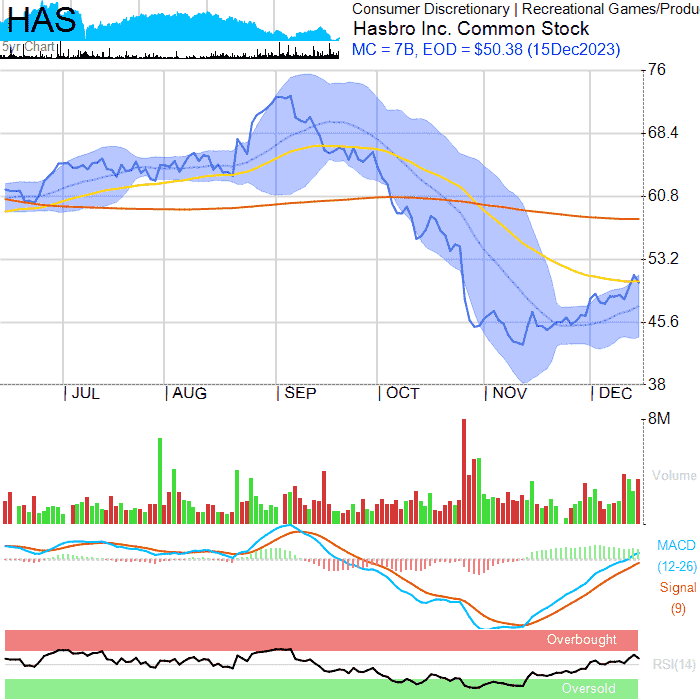 HAS
5yr Chart
Consumer Discretionary | Recreational Games/Produ
Hasbro Inc. Common Stock
MC = 7B, EOD = $50.38 (15Dec2023)
76
68.4
60.8
53.2
45.6
38
| JUL | AUG | SEP | OCT | NOV | DEC
8M
Volume
MACD
(12-26)
Signal
(9)
Overbought
RSI(14)
Oversold